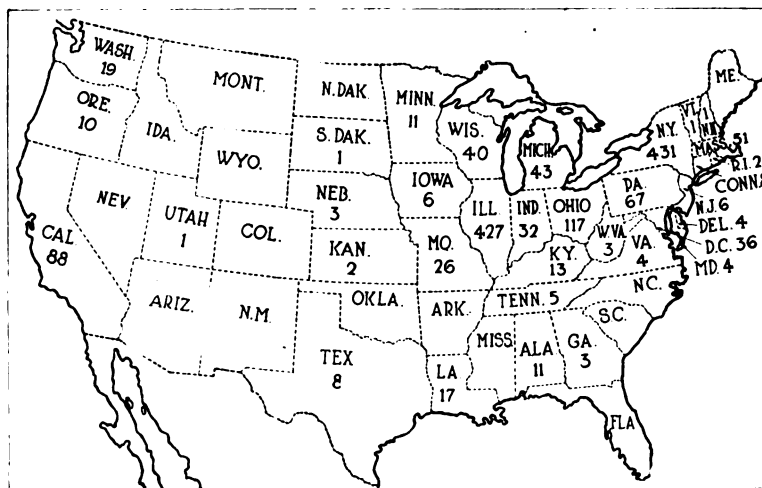 WASH.
19
MONT.
N.DAK.
MINN.
11
ME.
ORE.
10
IDA.
S.DAK.
1
WIS.
40
MICH.
43
N.Y.
431
VT.
1
1
N.H.
MASS. 51
R.I. 2
CONN.
WYO.
NEB.
3
IOWA
6
ILL.
427
IND.
32
OHIO
117
PA.
67
N.J. 6
DEL. 4
D.C. 36
MD. 4
NEV
UTAH
1
COL.
CAL
88
KAN.
2
MO.
26
KY.
13
W.VA.
3
VA.
4
N.C.
ARIZ.
N.M.
OKLA.
ARK.
TENN. 5
S.C.
TEX
8
LA
17
MISS.
ALA
11
GA.
3
FLA